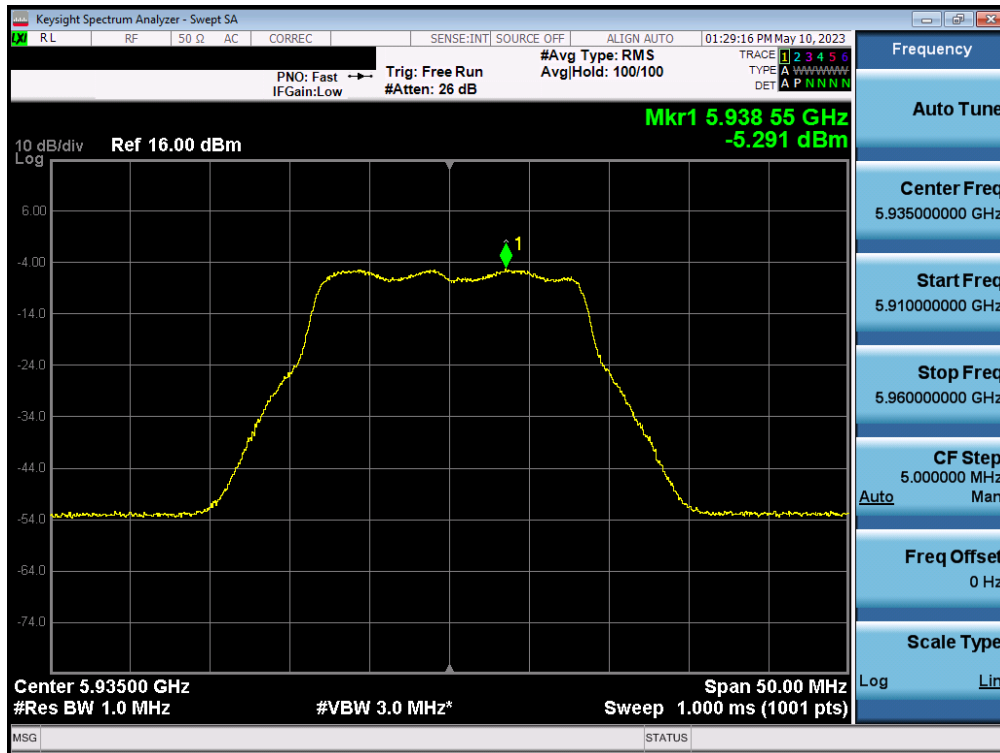 Keysight Spectrum Analyzer - Swept SA
LXI RL RF 50 Ω AC CORREC SENSE:INT SOURCE OFF ALIGN AUTO 01:29:16 PM May 10, 2023
Frequency
#Avg Type: RMS
TRACE 1 2 3 4 5 6
PNO: Fast
Trig: Free Run
Avg|Hold: 100/100
TYPE A WWWWW
IFGain:Low
#Atten: 26 dB
DET A P N N N N
Auto Tune
Mkr1 5.938 55 GHz
-5.291 dBm
10 dB/div
Ref 16.00 dBm
Log
6.00
-4.00
-14.0
-24.0
-34.0
-44.0
-54.0
-64.0
-74.0
1
Center Freq
5.935000000 GHz
Start Freq
5.910000000 GHz
Stop Freq
5.960000000 GHz
CF Step
5.000000 MHz
Auto Man
Freq Offset
0 Hz
Scale Type
Log Lin
Center 5.93500 GHz
Span 50.00 MHz
#Res BW 1.0 MHz
#VBW 3.0 MHz*
Sweep 1.000 ms (1001 pts)
MSG
STATUS